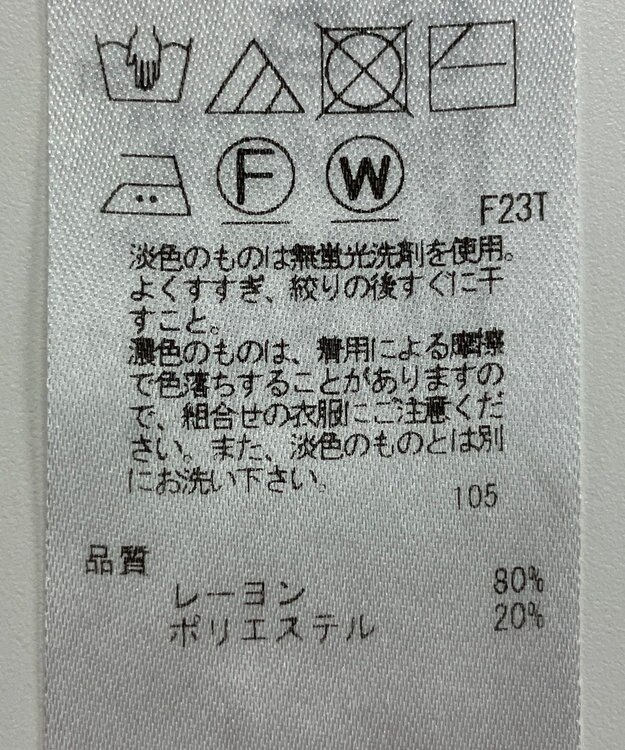 F
W
F23T
淡色のものは無蛍光洗剤を使用。
よくすすぎ、絞りの後すぐに干
すこと。
濃色のものは、着用による摩擦
で色落ちすることがありますの
で、組合せの衣服にご注意くだ
さい。また、淡色のものとは別
にお洗い下さい。
105
品質
レーヨン 80%
ポリエステル 20%